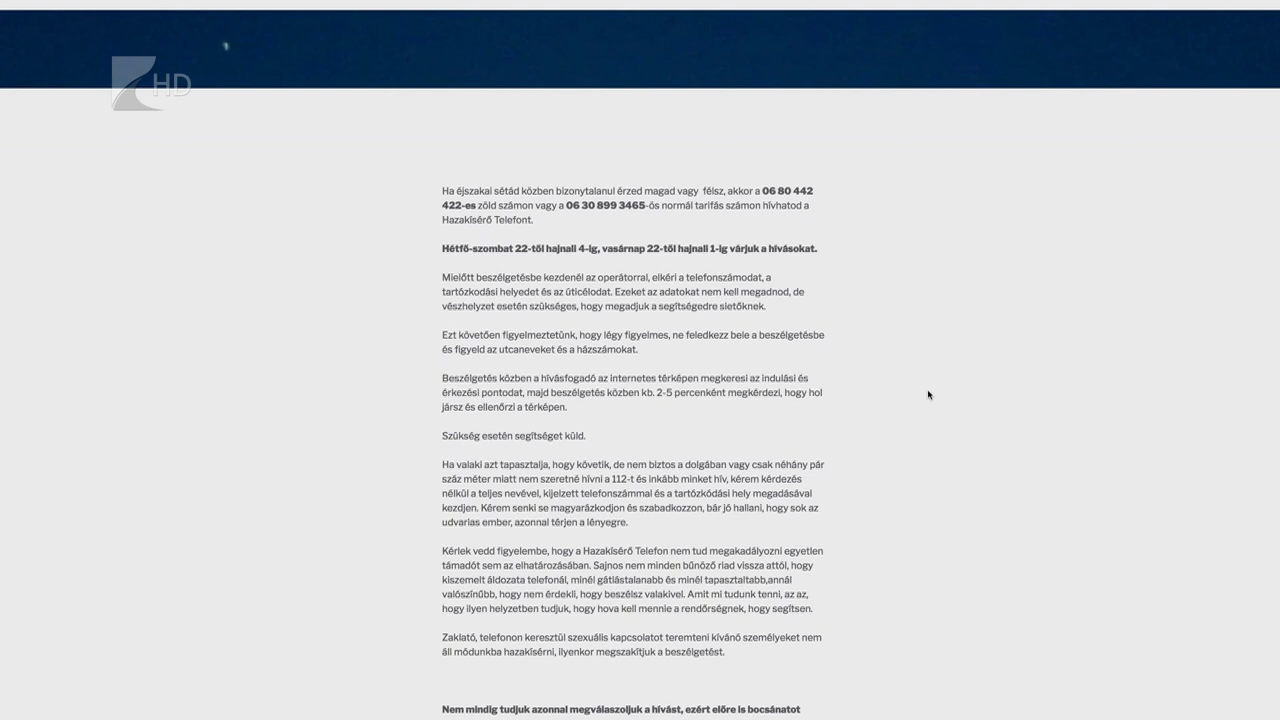 HD
Ha éjszakai sétád közben bizonytalanul érzed magad vagy félsz, akkor a 06 80 442
422-es zöld számon vagy a 06 30 899 3465-ös normál tarifás számon hívhatod a
Hazakísérő Telefont.
Hétfő-szombat 22-től hajnali 4-ig, vasárnap 22-től hajnali 1-ig várjuk a hívásokat.
Mielőtt beszélgetésbe kezdenél az operátorral, elkéri a telefonszámodat, a
tartózkodási helyedet és az úticélodat. Ezeket az adatokat nem kell megadnod, de
vészhelyzet esetén szükséges, hogy megadjuk a segítségedre sietőknek.
Ezt követően figyelmeztetünk, hogy légy figyelmes, ne feledkezz bele a beszélgetésbe
és figyeld az utcaneveket és a házszámokat.
Beszélgetés közben a hívásfogadó az internetes térképen megkeresi az indulási és
érkezési pontodat, majd beszélgetés közben kb. 2-5 percenként megkérdezi, hogy hol
jársz és ellenőrzi a térképen.
Szükség esetén segítséget küld.
Ha valaki azt tapasztalja, hogy követik, de nem biztos a dolgában vagy csak néhány pár
száz méter miatt nem szeretné hívni a 112-t és inkább minket hív, kérem kérdezés
nélkül a teljes nevével, kijelzett telefonszámmal és a tartózkódási hely megadásával
kezdjen. Kérem senki se magyarázkodjon és szabadkozzon, bár jó hallani, hogy sok az
udvarias ember, azonnal térjen a lényegre.
Kérlek vedd figyelembe, hogy a Hazakísérő Telefon nem tud megakadályozni egyetlen
támadót sem az elhatározásában. Sajnos nem minden bűnöző riad vissza attól, hogy
kiszemelt áldozata telefonál, minél gátlástalanabb és minél tapasztaltabb,annál
valószínűbb, hogy nem érdekli, hogy beszélsz valakivel. Amit mi tudunk tenni, az az,
hogy ilyen helyzetben tudjuk, hogy hova kell mennie a rendőrségnek, hogy segítsen.
Zaklató, telefonon keresztül szexuális kapcsolatot teremteni kívánó személyeket nem
áll módunkba hazakísérni, ilyenkor megszakítjuk a beszélgetést.
Nem mindig tudjuk azonnal megválaszoljuk a hívást, ezért előre is bocsánatot